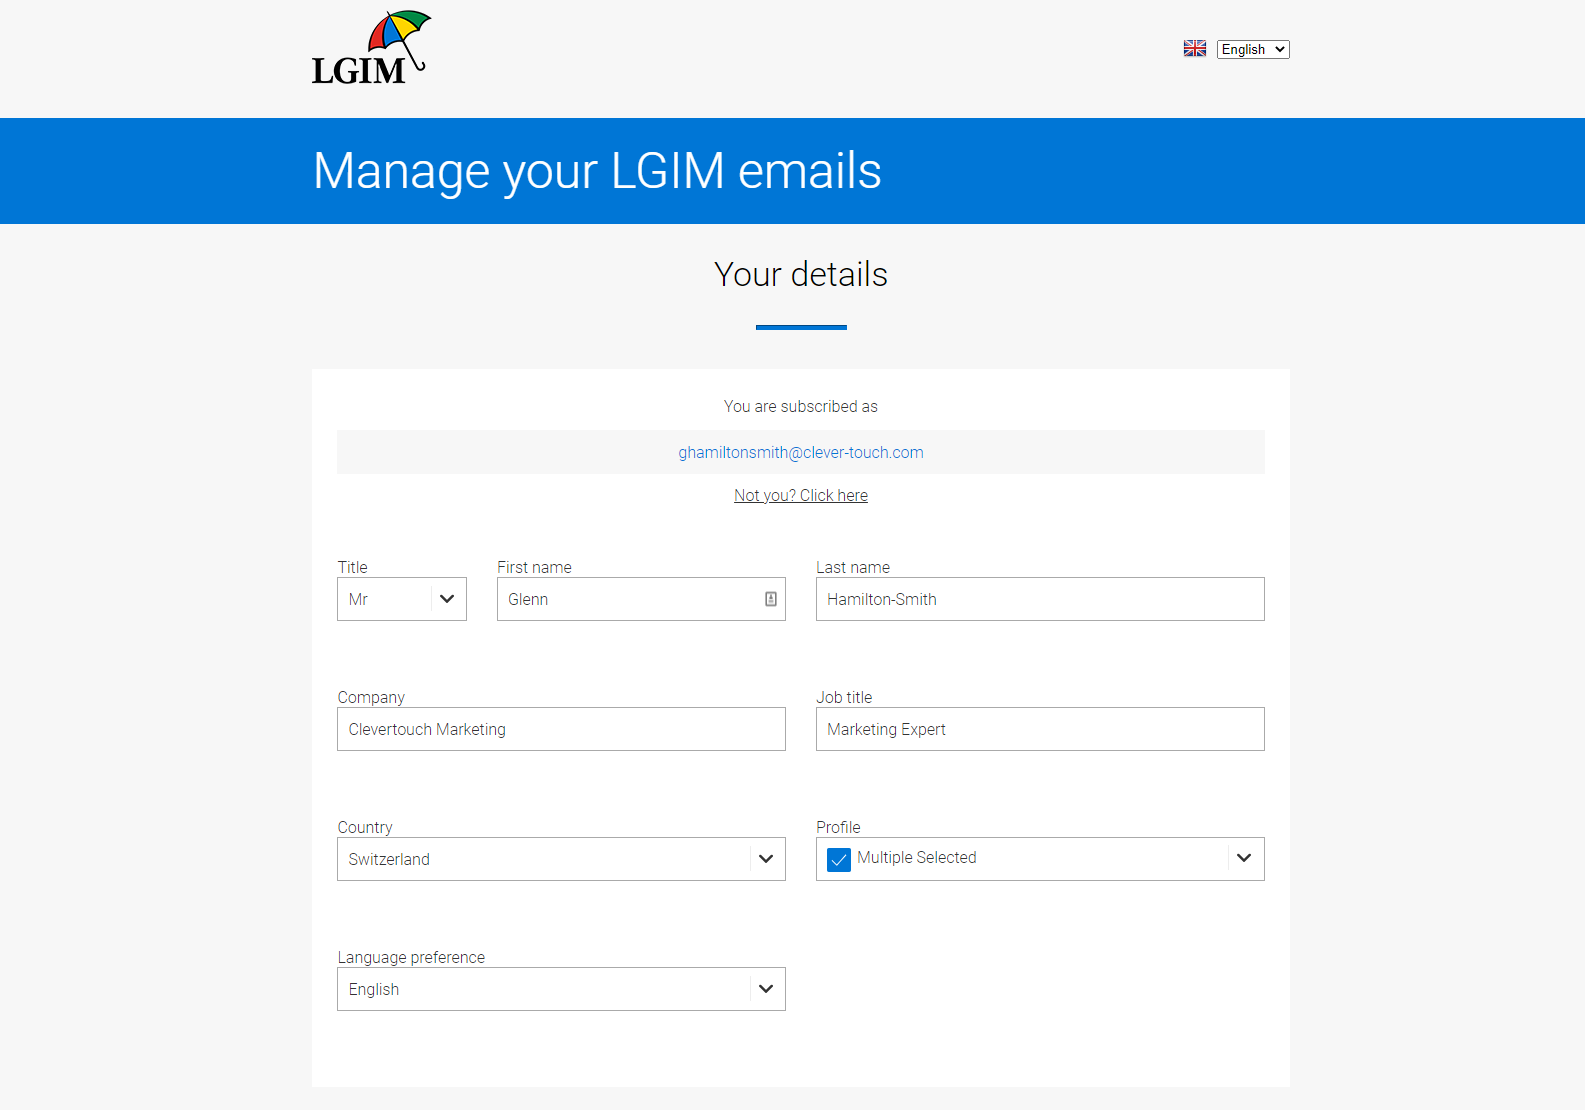 LGIM
English
Manage your LGIM emails
Your details
You are subscribed as
ghamiltonsmith@clever-touch.com
Not you? Click here
Title First name Last name
Mr Glenn Hamilton-Smith
Company Job title
Clevertouch Marketing Marketing Expert
Country Profile
Switzerland Multiple Selected
Language preference
English